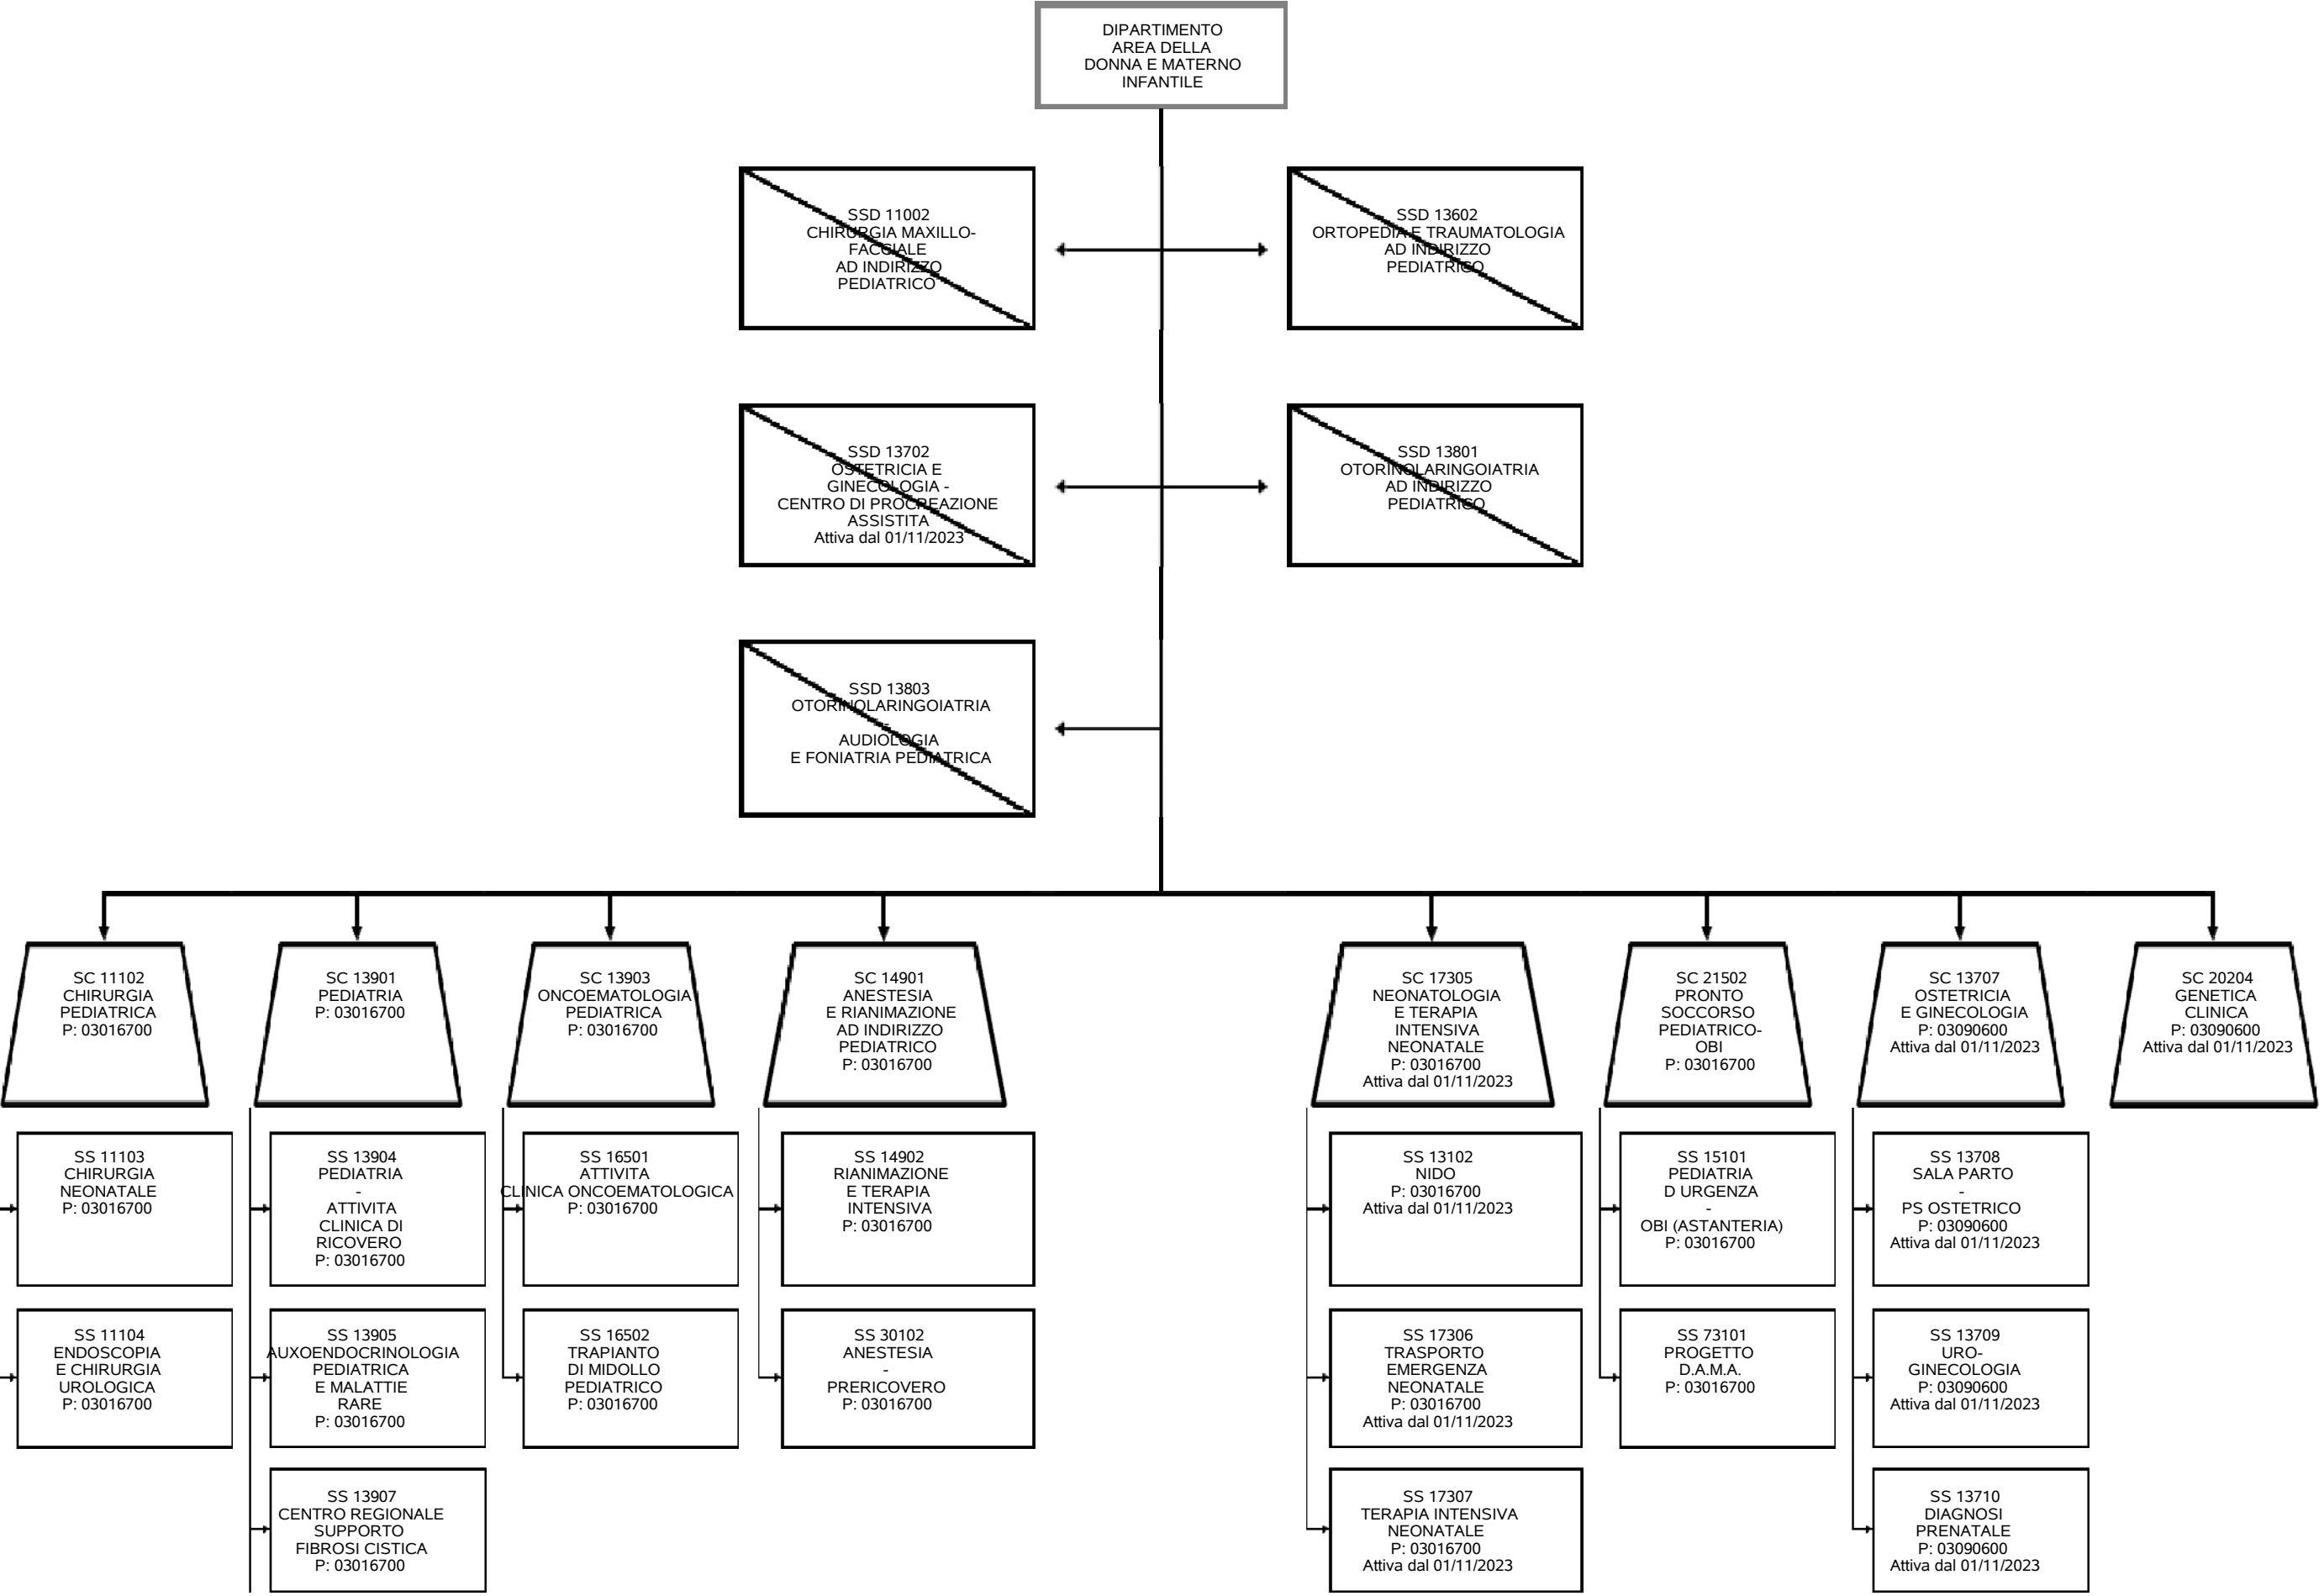 DIPARTIMENTO
AREA DELLA
DONNA E MATERNO
INFANTILE
SSD 11002
CHIRURGIA MAXILLO-
FACCIALE
AD INDIRIZZO
PEDIATRICO
SSD 13602
ORTOPEDIA E TRAUMATOLOGIA
AD INDIRIZZO
PEDIATRICO
SSD 13702
OSTETRICIA E
GINECOLOGIA -
CENTRO DI PROCREAZIONE
ASSISTITA
Attiva dal 01/11/2023
SSD 13801
OTORINOLARINGOIATRIA
AD INDIRIZZO
PEDIATRICO
SSD 13803
OTORINOLARINGOIATRIA
-
AUDIOLOGIA
E FONIATRIA PEDIATRICA
SC 11102
CHIRURGIA
PEDIATRICA
P: 03016700
SC 13901
PEDIATRIA
P: 03016700
SC 13903
ONCOEMATOLOGIA
PEDIATRICA
P: 03016700
SC 14901
ANESTESIA
E RIANIMAZIONE
AD INDIRIZZO
PEDIATRICO
P: 03016700
SC 17305
NEONATOLOGIA
E TERAPIA
INTENSIVA
NEONATALE
P: 03016700
Attiva dal 01/11/2023
SC 21502
PRONTO
SOCCORSO
PEDIATRICO-
OBI
P: 03016700
SC 13707
OSTETRICIA
E GINECOLOGIA
P: 03090600
Attiva dal 01/11/2023
SC 20204
GENETICA
CLINICA
P: 03090600
Attiva dal 01/11/2023
SS 11103
CHIRURGIA
NEONATALE
P: 03016700
SS 13904
PEDIATRIA
-
ATTIVITA
CLINICA DI
RICOVERO
P: 03016700
SS 16501
ATTIVITA
CLINICA ONCOEMATOLOGICA
P: 03016700
SS 14902
RIANIMAZIONE
E TERAPIA
INTENSIVA
P: 03016700
SS 13102
NIDO
P: 03016700
Attiva dal 01/11/2023
SS 15101
PEDIATRIA
D URGENZA
-
OBI (ASTANTERIA)
P: 03016700
SS 13708
SALA PARTO
-
PS OSTETRICO
P: 03090600
Attiva dal 01/11/2023
SS 11104
ENDOSCOPIA
E CHIRURGIA
UROLOGICA
P: 03016700
SS 13905
AUXOENDOCRINOLOGIA
PEDIATRICA
E MALATTIE
RARE
P: 03016700
SS 16502
TRAPIANTO
DI MIDOLLO
PEDIATRICO
P: 03016700
SS 30102
ANESTESIA
-
PRERICOVERO
P: 03016700
SS 17306
TRASPORTO
EMERGENZA
NEONATALE
P: 03016700
Attiva dal 01/11/2023
SS 73101
PROGETTO
D.A.M.A.
P: 03016700
SS 13709
URO-
GINECOLOGIA
P: 03090600
Attiva dal 01/11/2023
SS 13907
CENTRO REGIONALE
SUPPORTO
FIBROSI CISTICA
P: 03016700
SS 17307
TERAPIA INTENSIVA
NEONATALE
P: 03016700
Attiva dal 01/11/2023
SS 13710
DIAGNOSI
PRENATALE
P: 03090600
Attiva dal 01/11/2023